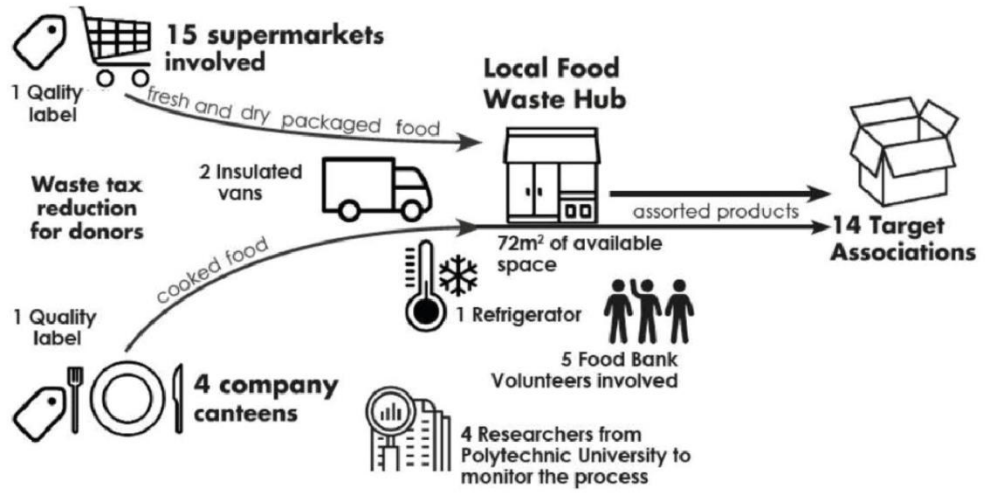 15 supermarkets
involved
1 Qality
label
fresh and dry packaged food
Local Food
Waste Hub
Waste tax
reduction
for donors
2 Insulated
vans
assorted products
14 Target
Associations
72m² of available
space
cooked food
1 Refrigerator
1 Quality
label
5 Food Bank
Volunteers involved
4 company
canteens
4 Researchers from
Polytechnic University to
monitor the process